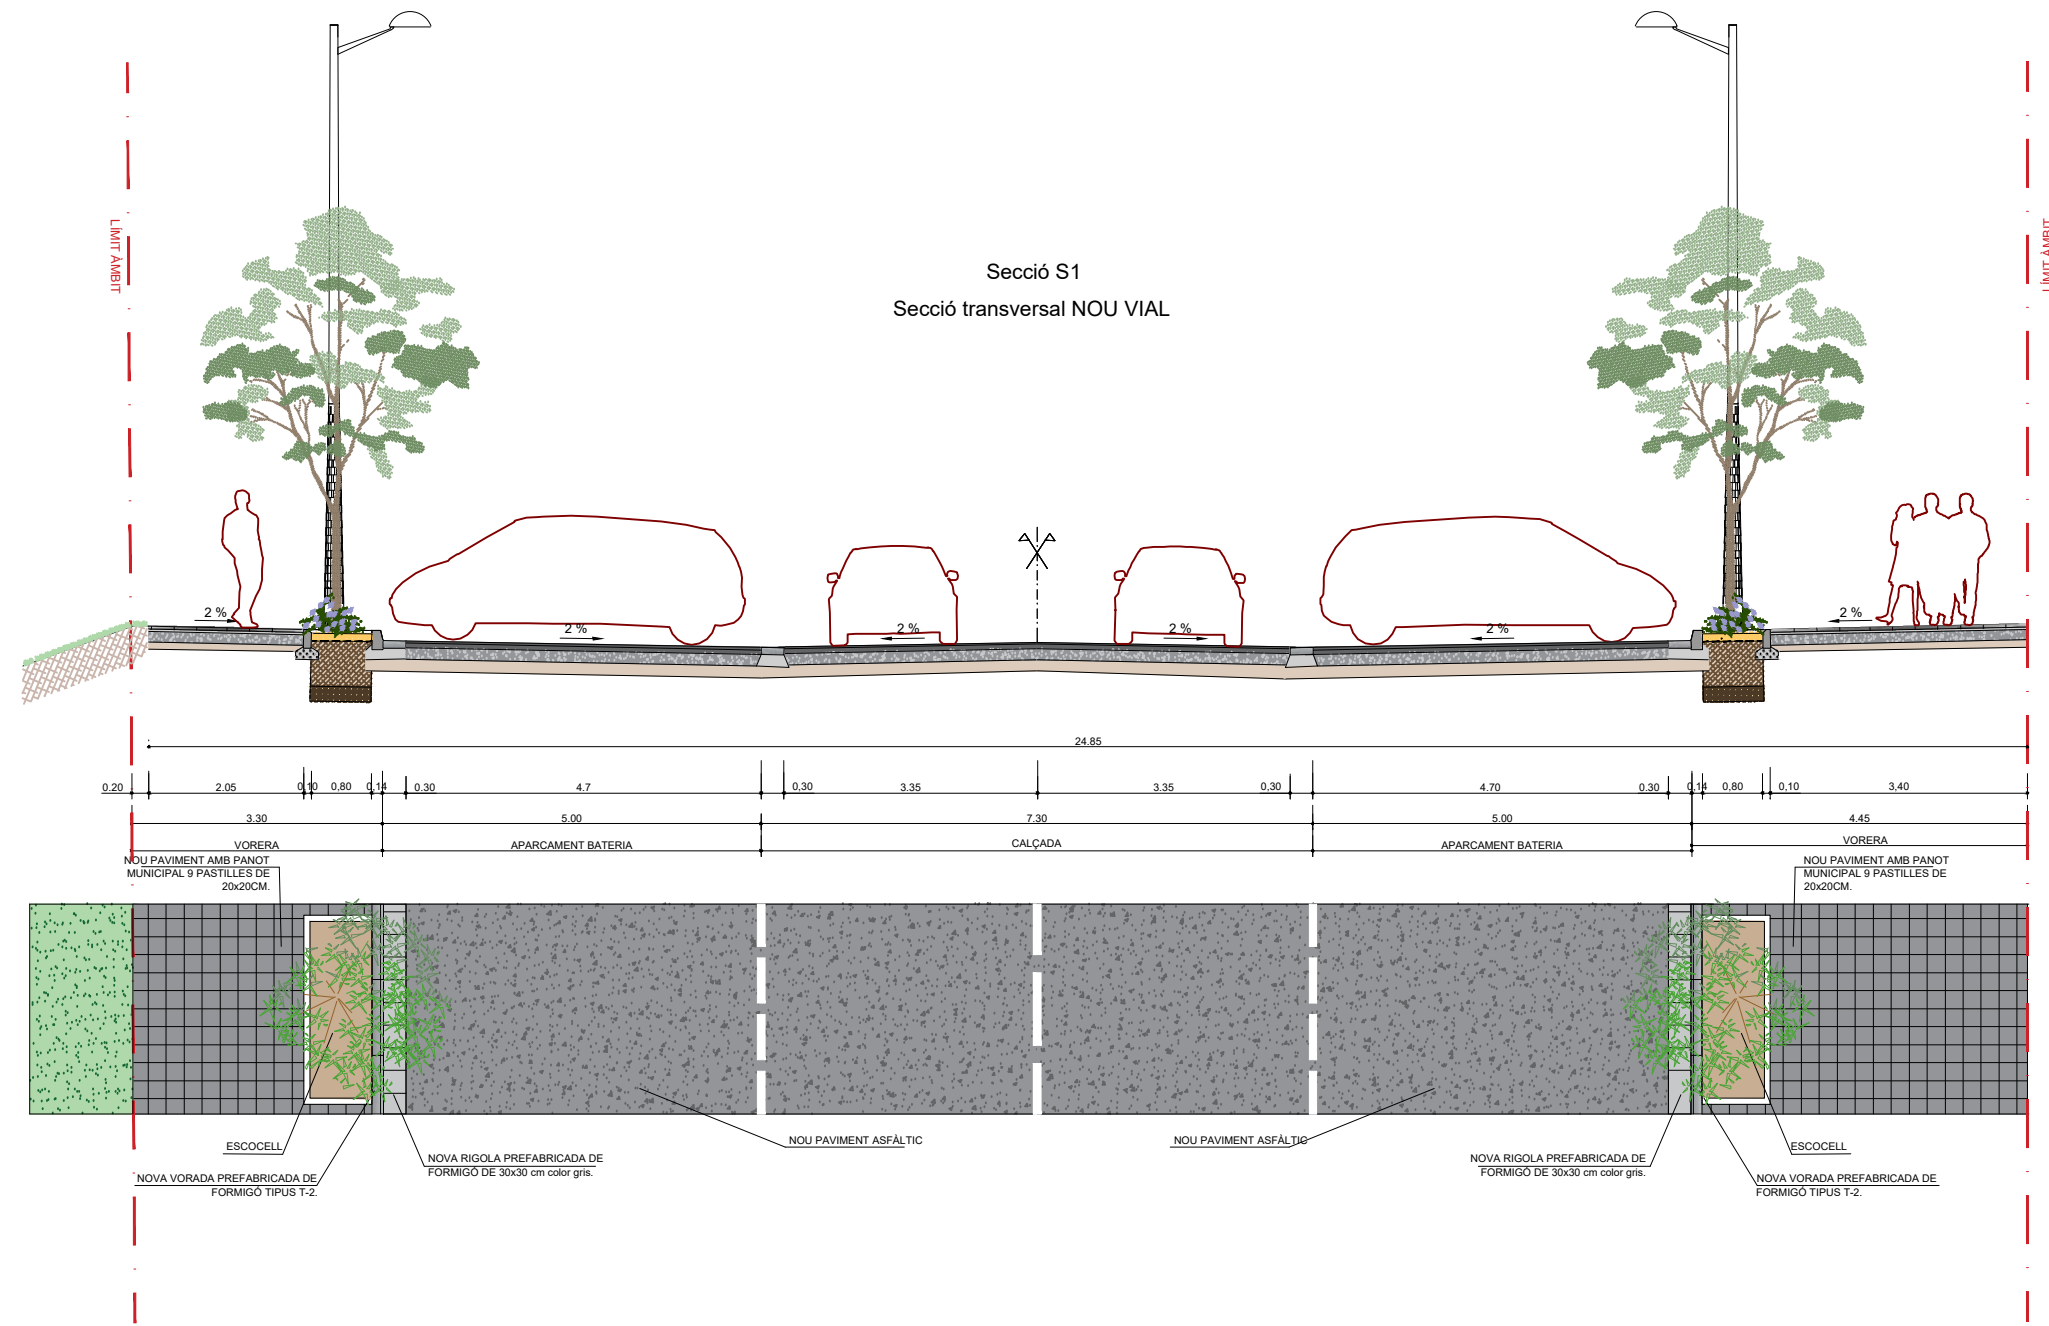 LÍMIT ÀMBIT
LÍMIT ÀMBIT
Secció S1
Secció transversal NOU VIAL
2 %
2 %
2 %
2 %
2 %
2 %
24.85
0.20
2.05
0,10
0,80
0,14
0.30
4.7
0,30
3.35
3.35
0,30
4.70
0.30
0,14
0,80
0,10
3,40
3.30
5.00
7.30
5.00
4.45
VORERA
APARCAMENT BATERIA
CALÇADA
APARCAMENT BATERIA
VORERA
NOU PAVIMENT AMB PANOT
MUNICIPAL 9 PASTILLES DE
20x20CM.
NOU PAVIMENT AMB PANOT
MUNICIPAL 9 PASTILLES DE
20x20CM.
ESCOCELL
NOVA VORADA PREFABRICADA DE
FORMIGÓ TIPUS T-2.
NOVA RIGOLA PREFABRICADA DE
FORMIGÓ DE 30x30 cm color gris.
NOU PAVIMENT ASFÀLTIC
NOU PAVIMENT ASFÀLTIC
NOVA RIGOLA PREFABRICADA DE
FORMIGÓ DE 30x30 cm color gris.
ESCOCELL
NOVA VORADA PREFABRICADA DE
FORMIGÓ TIPUS T-2.